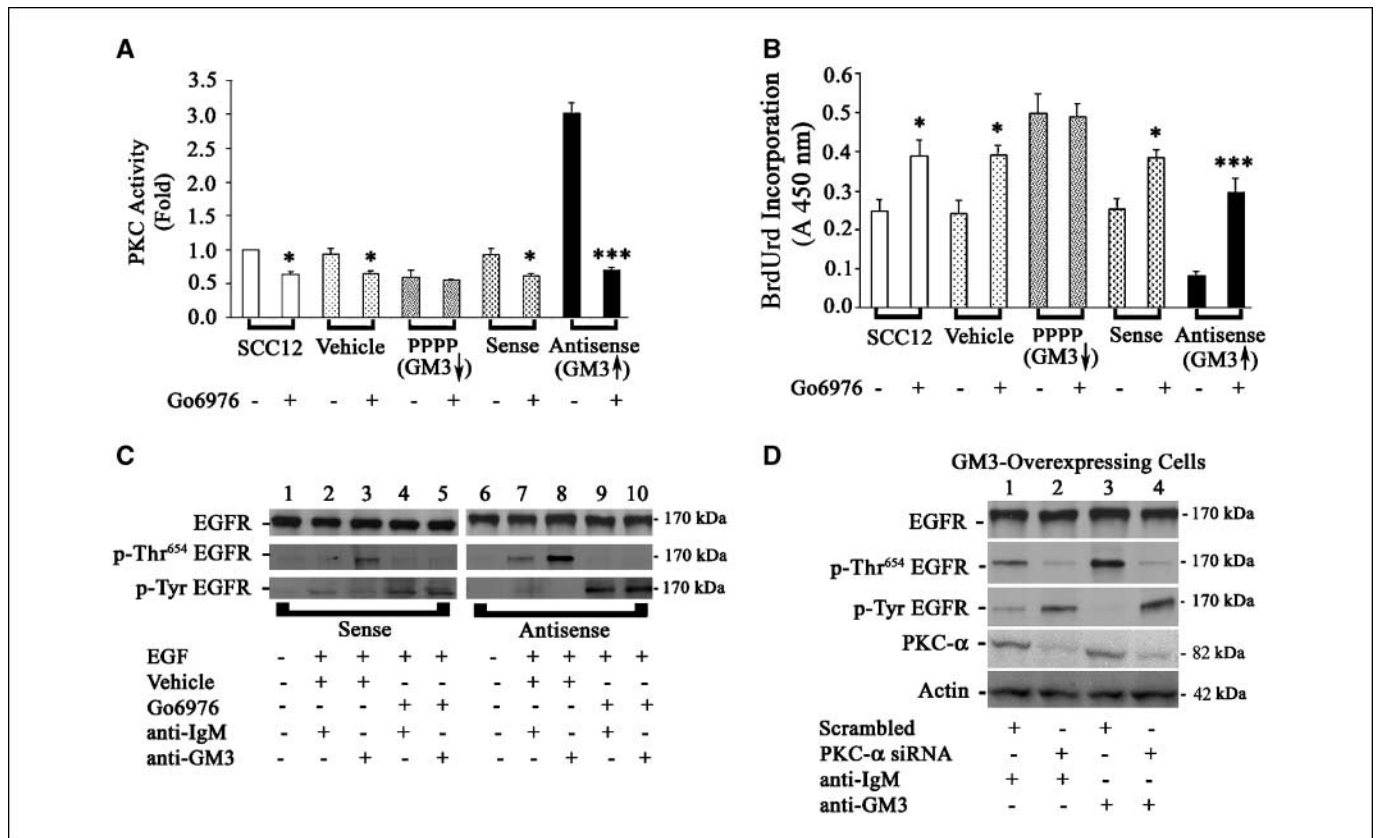 A
PKC Activity
(Fold)
3.5
3.0
2.5
2.0
1.5
1.0
0.5
0.0
* * * ***
SCC12 Vehicle PPPP Sense Antisense
(GM3↓) (GM3↑)
Go6976 - + - + - + - + - +
B
BrdUrd Incorporation
(A 450 nm)
0.6
0.5
0.4
0.3
0.2
0.1
0.0
* * * ***
SCC12 Vehicle PPPP Sense Antisense
(GM3↓) (GM3↑)
Go6976 - + - + - + - + - +
C
1 2 3 4 5 6 7 8 9 10
EGFR - - 170 kDa
p-Thr654 EGFR - 170 kDa
p-Tyr EGFR 170 kDa
Sense Antisense
EGF - + + + + - + + + +
Vehicle - + + - - - + + - -
Go6976 - - - + + - - - + +
anti-IgM - + - + - - + - + -
anti-GM3 - - + - + - - + - +
D
GM3-Overexpressing Cells
1 2 3 4
EGFR - - 170 kDa
p-Thr654 EGFR - 170 kDa
p-Tyr EGFR 170 kDa
PKC-α - - 82 kDa
Actin - - 42 kDa
Scrambled + - + -
PKC-α siRNA - + - +
anti-IgM + + - -
anti-GM3 - - + +